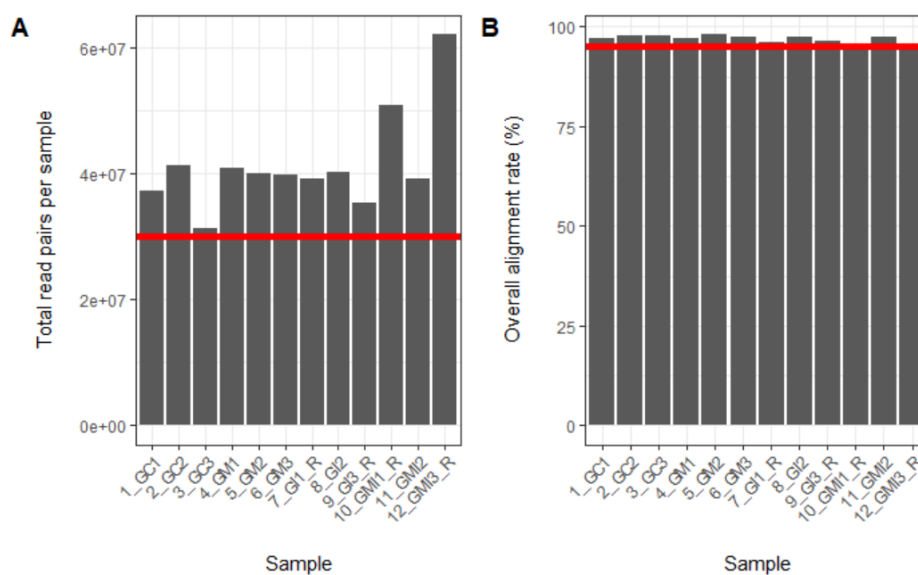 A
Total read pairs per sample
6e+07
4e+07
2e+07
0e+00
1_GC1
2_GC2
3_GC3
4_GM1
5_GM2
6_GM3
7_GI1_R
8_GI2
9_GI3_R
10_GMI1_R
11_GMI2
12_GMI3_R
Sample
B
Overall alignment rate (%)
100
75
50
25
0
1_GC1
2_GC2
3_GC3
4_GM1
5_GM2
6_GM3
7_GI1_R
8_GI2
9_GI3_R
10_GMI1_R
11_GMI2
12_GMI3_R
Sample